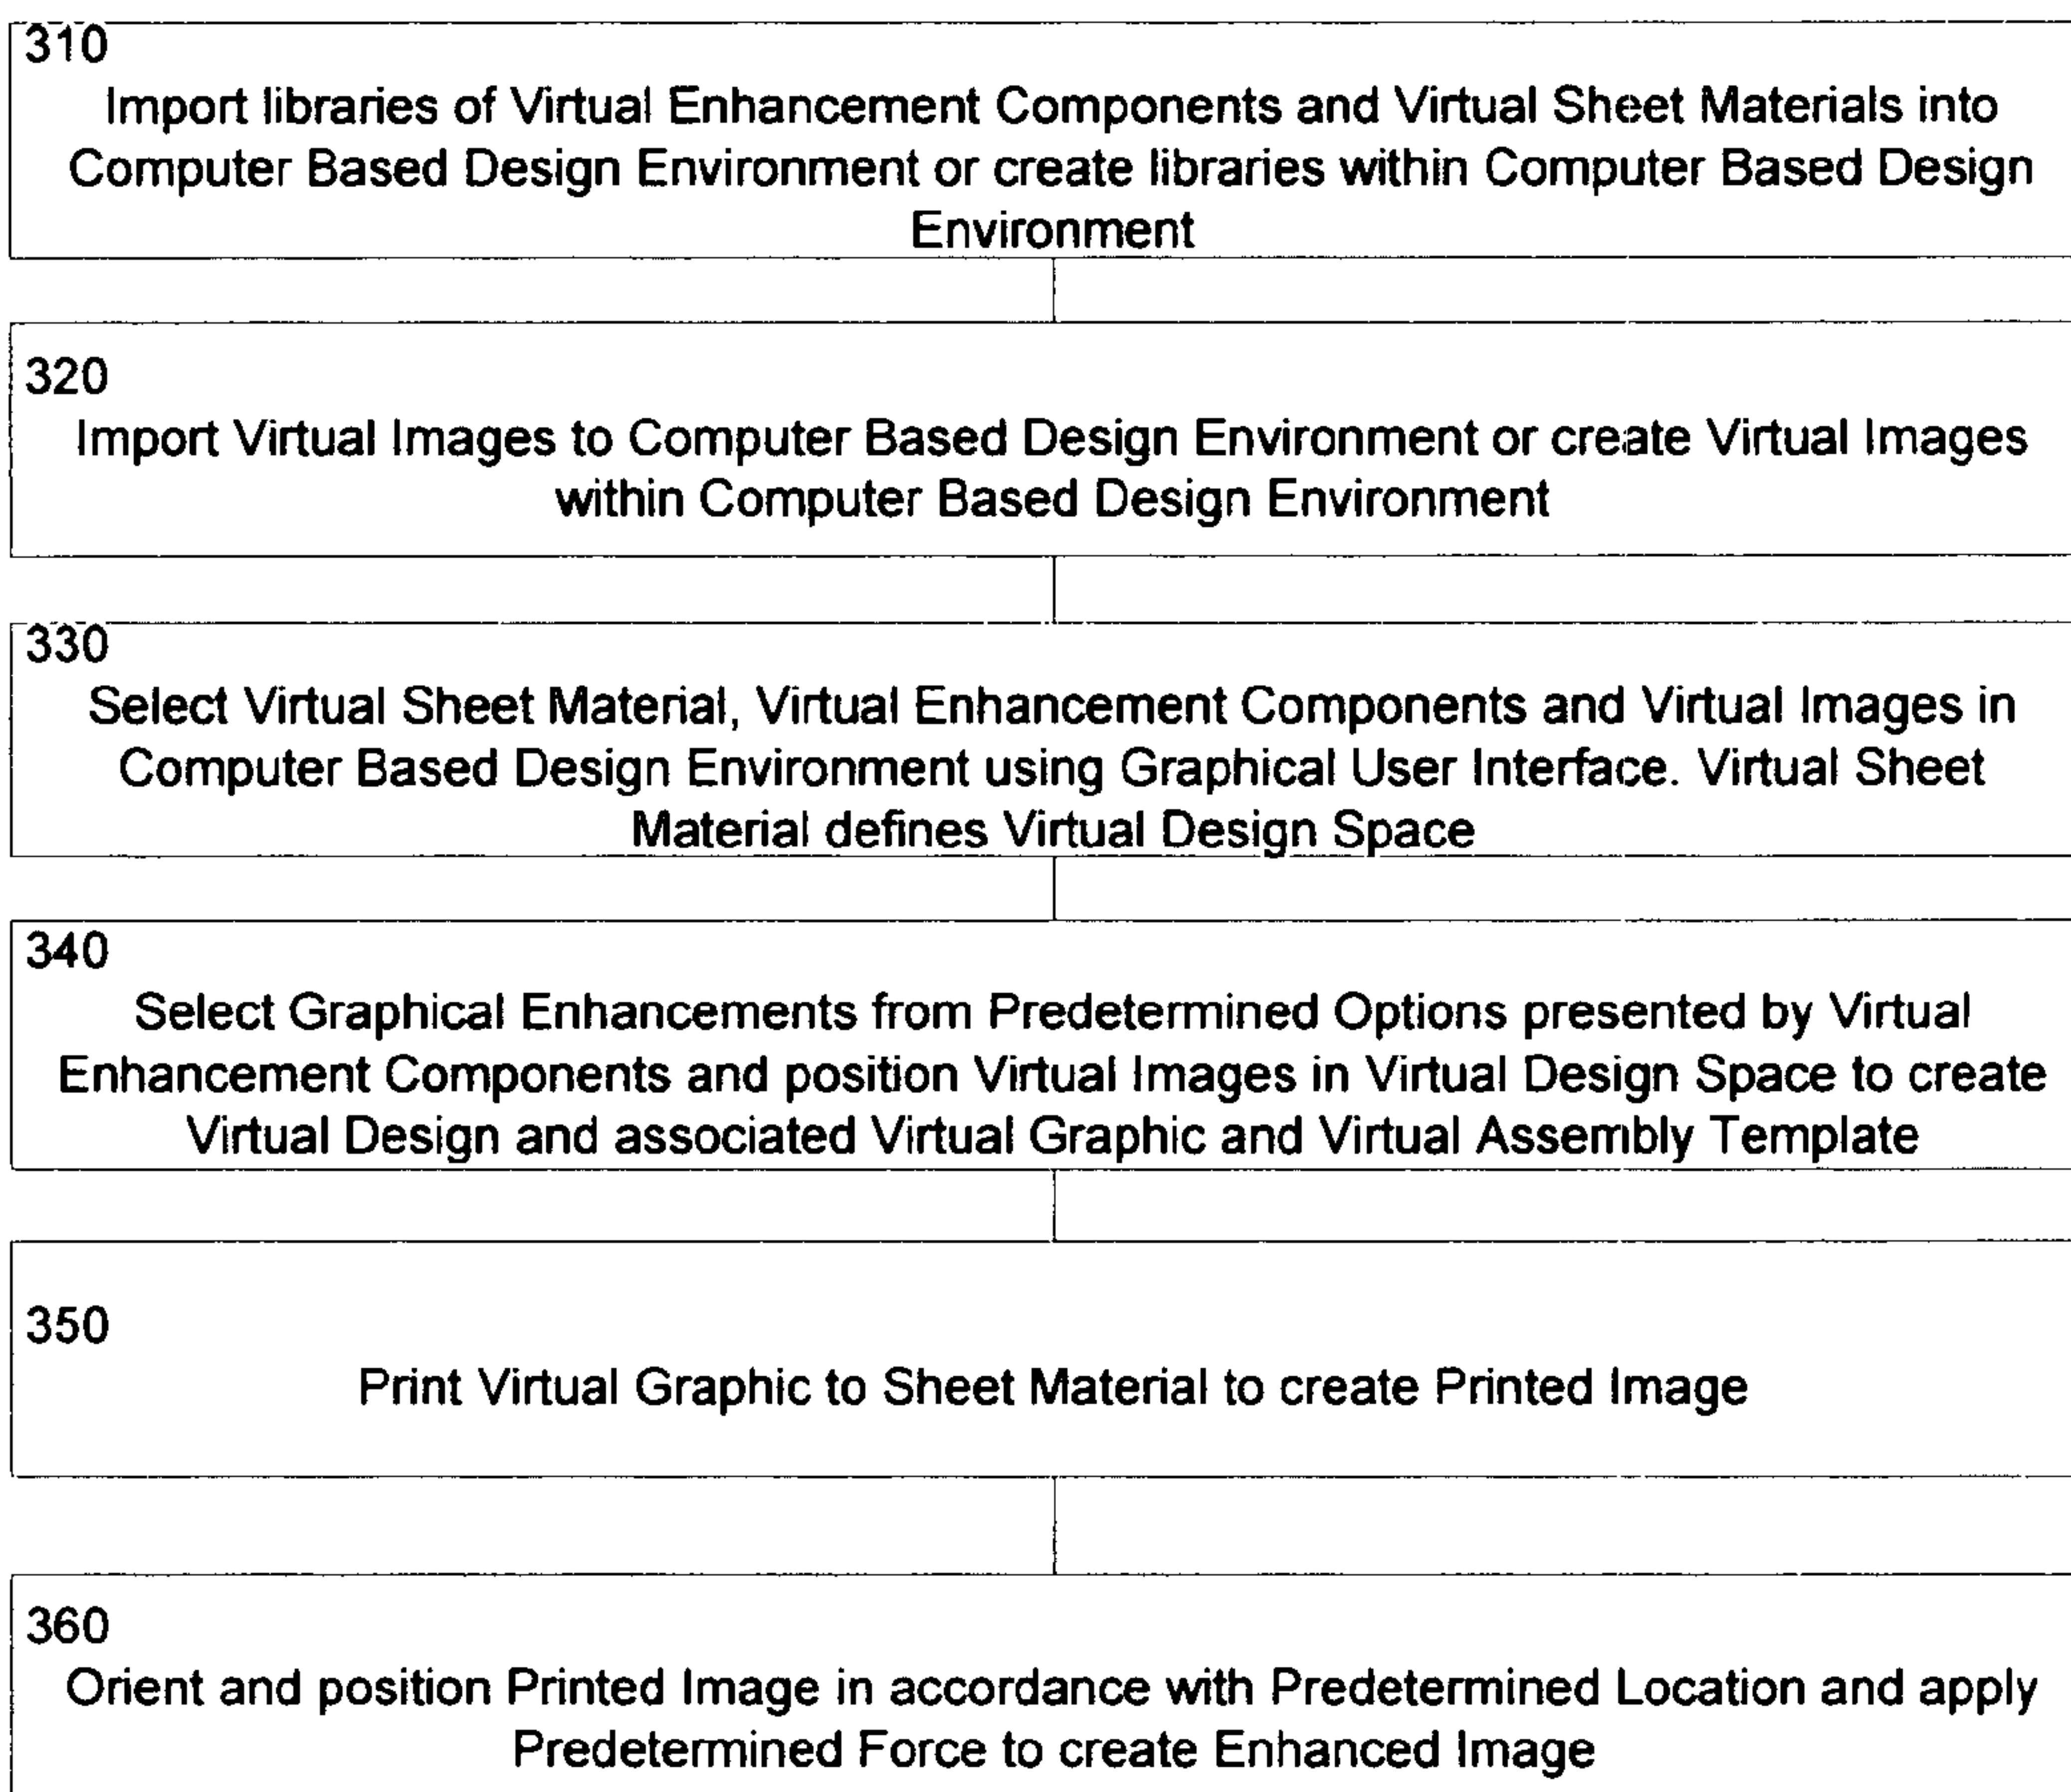 310
Import libraries of Virtual Enhancement Components and Virtual Sheet Materials into
Computer Based Design Environment or create libraries within Computer Based Design
Environment
320
Import Virtual Images to Computer Based Design Environment or create Virtual Images
within Computer Based Design Environment
330
Select Virtual Sheet Material, Virtual Enhancement Components and Virtual Images in
Computer Based Design Environment using Graphical User Interface. Virtual Sheet
Material defines Virtual Design Space
340
Select Graphical Enhancements from Predetermined Options presented by Virtual
Enhancement Components and position Virtual Images in Virtual Design Space to create
Virtual Design and associated Virtual Graphic and Virtual Assembly Template
350
Print Virtual Graphic to Sheet Material to create Printed Image
360
Orient and position Printed Image in accordance with Predetermined Location and apply
Predetermined Force to create Enhanced Image